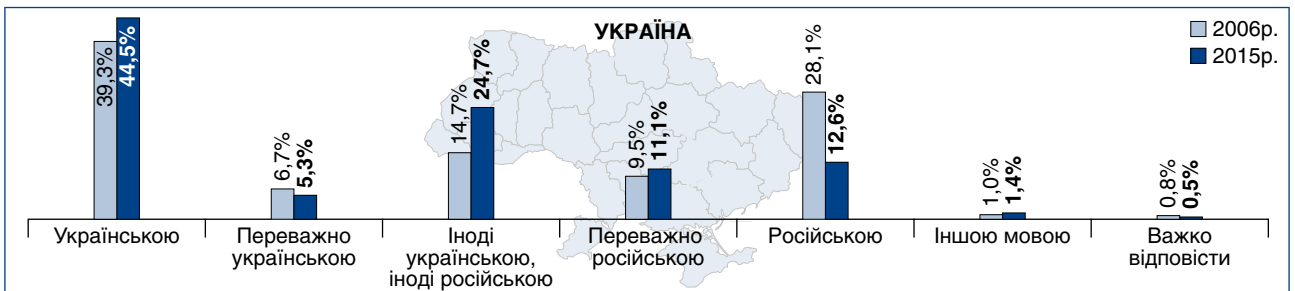 УКРАЇНА
2006р.
2015р.
39,3%
44,5%
6,7%
5,3%
14,7%
24,7%
9,5%
11,1%
28,1%
12,6%
1,0%
1,4%
0,8%
0,5%
Українською
Переважно
українською
Іноді
українською,
іноді російською
Переважно
російською
Російською
Іншою мовою
Важко
відповісти